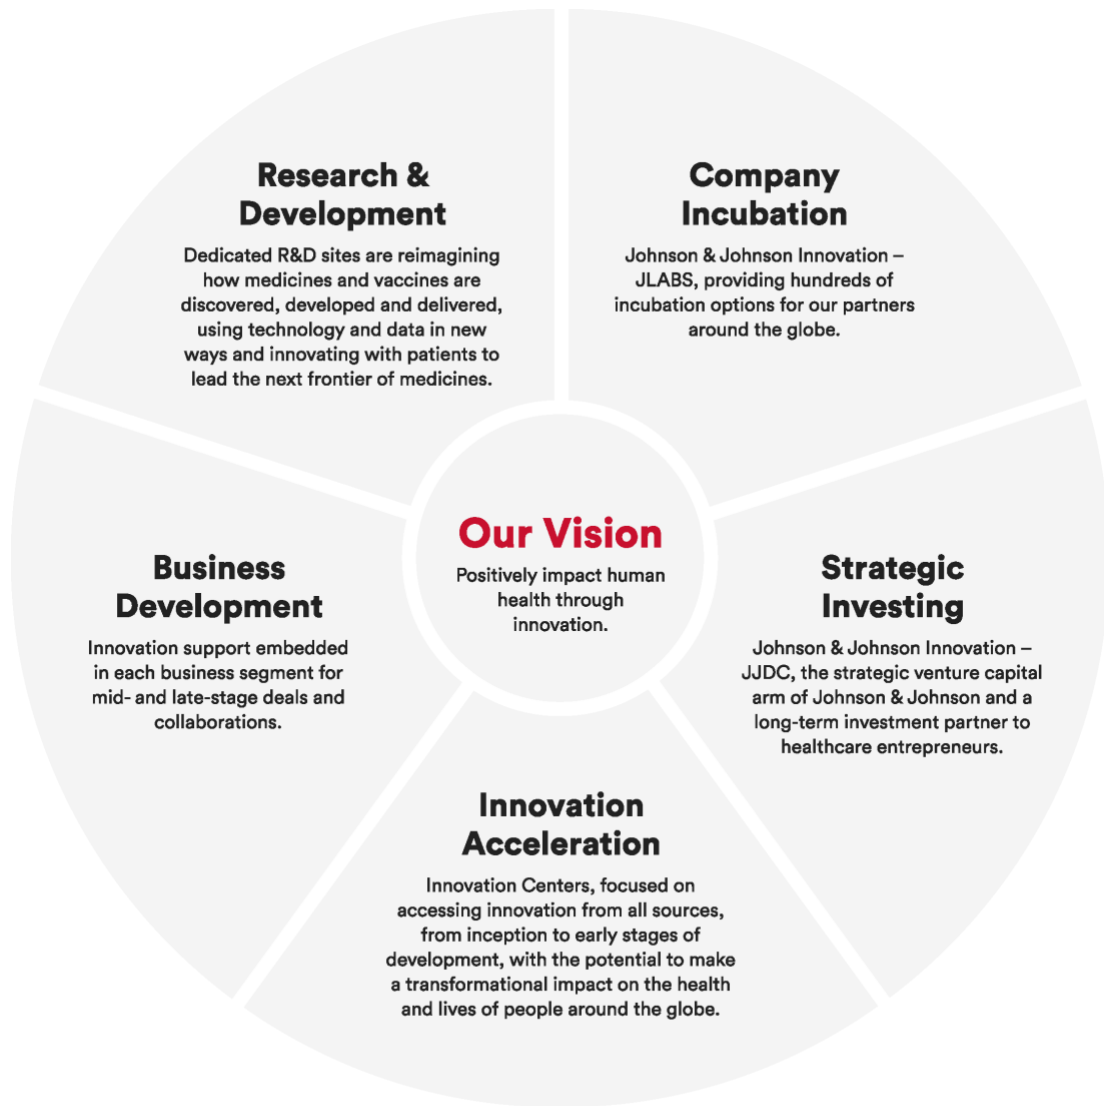 Research &
Development
Dedicated R&D sites are reimagining
how medicines and vaccines are
discovered, developed and delivered,
using technology and data in new
ways and innovating with patients to
lead the next frontier of medicines.
Company
Incubation
Johnson & Johnson Innovation –
JLABS, providing hundreds of
incubation options for our partners
around the globe.
Our Vision
Positively impact human
health through
innovation.
Business
Development
Innovation support embedded
in each business segment for
mid- and late-stage deals and
collaborations.
Strategic
Investing
Johnson & Johnson Innovation –
JJDC, the strategic venture capital
arm of Johnson & Johnson and a
long-term investment partner to
healthcare entrepreneurs.
Innovation
Acceleration
Innovation Centers, focused on
accessing innovation from all sources,
from inception to early stages of
development, with the potential to make
a transformational impact on the health
and lives of people around the globe.